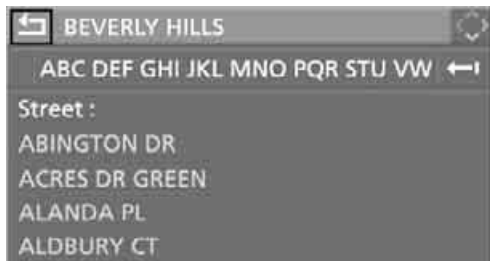 BEVERLY HILLS
ABC DEF GHI JKL MNO PQR STU VW
Street :
ABINGTON DR
ACRES DR GREEN
ALANDA PL
ALDBURY CT